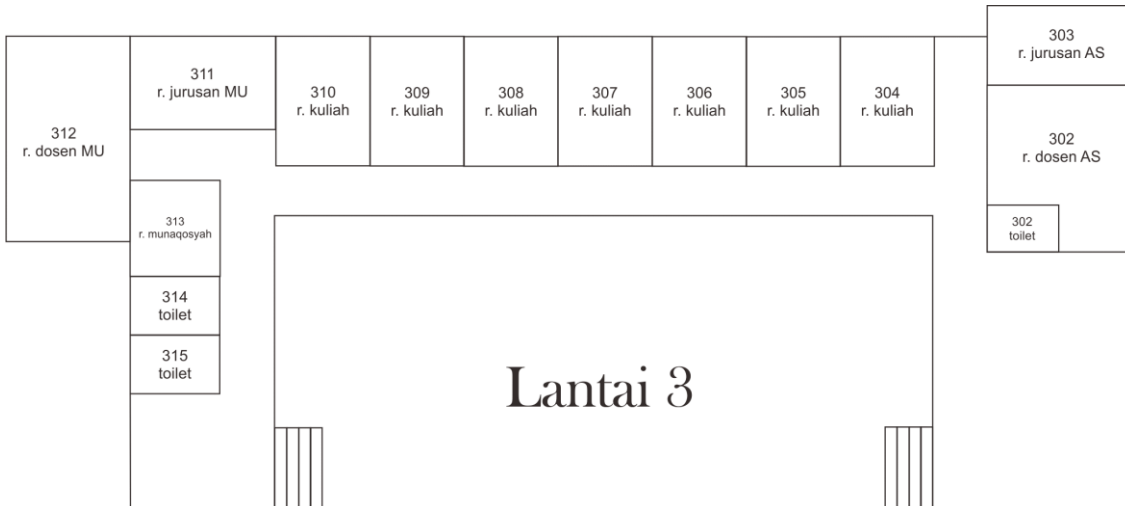 303
r. jurusan AS
311
r. jurusan MU
310
r. kuliah
309
r. kuliah
308
r. kuliah
307
r. kuliah
306
r. kuliah
305
r. kuliah
304
r. kuliah
312
r. dosen MU
302
r. dosen AS
313
r. munaqosyah
302
toilet
314
toilet
315
toilet
Lantai 3